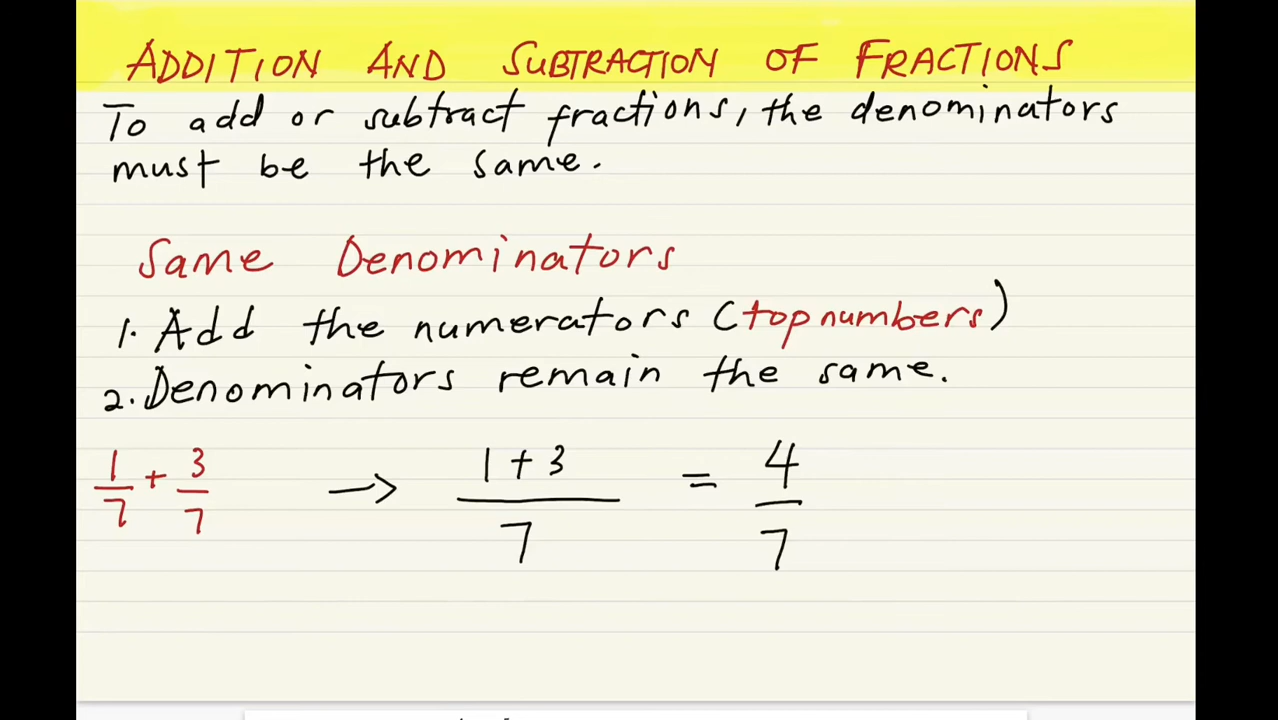 ADDITION AND SUBTRACTION OF FRACTIONS
To add or subtract fractions, the denominators
must be the same.
Same Denominators
1. Add the numerators (top numbers)
2. Denominators remain the same.
1/7 + 3/7 → (1 + 3)/7 = 4/7